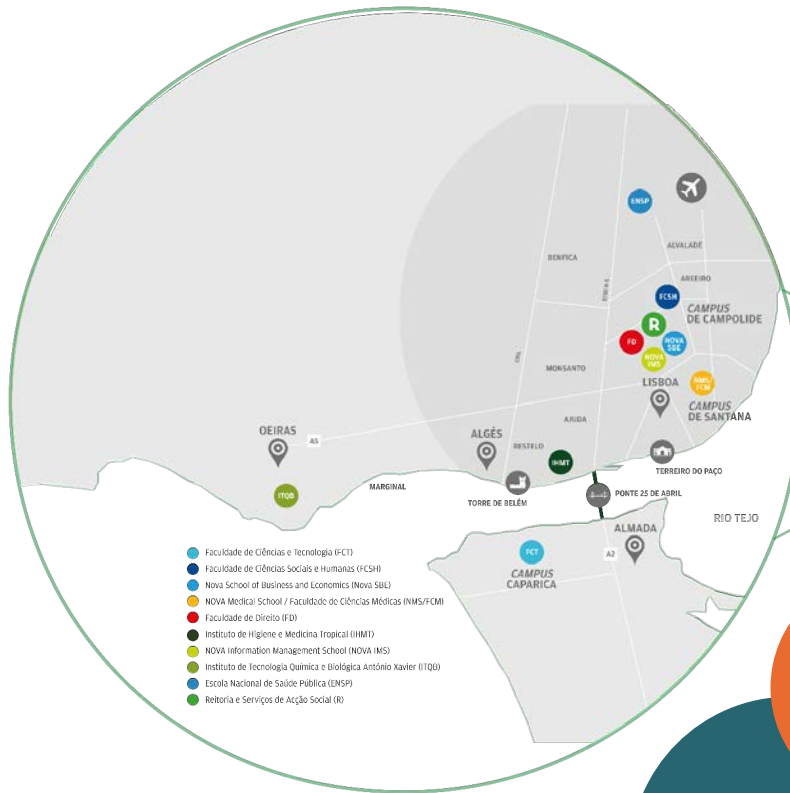 ENSP
ALVALADE
BENFICA
AREEIRO
FCSH
CAMPUS
DE CAMPOLIDE
R
FD
NOVA
SBE
NOVA
IMS
MONSANTO
LISBOA
NMS/
FCM
CAMPUS
DE SANTANA
AJUDA
OEIRAS
A5
ALGÉS
RESTELO
IHMT
TERREIRO DO PAÇO
ITQB
MARGINAL
TORRE DE BELÉM
PONTE 25 DE ABRIL
RIO TEJO
ALMADA
FCT
A2
CAMPUS
CAPARICA
Faculdade de Ciências e Tecnologia (FCT)
Faculdade de Ciências Sociais e Humanas (FCSH)
Nova School of Business and Economics (Nova SBE)
NOVA Medical School / Faculdade de Ciências Médicas (NMS/FCM)
Faculdade de Direito (FD)
Instituto de Higiene e Medicina Tropical (IHMT)
NOVA Information Management School (NOVA IMS)
Instituto de Tecnologia Química e Biológica António Xavier (ITQB)
Escola Nacional de Saúde Pública (ENSP)
Reitoria e Serviços de Acção Social (R)